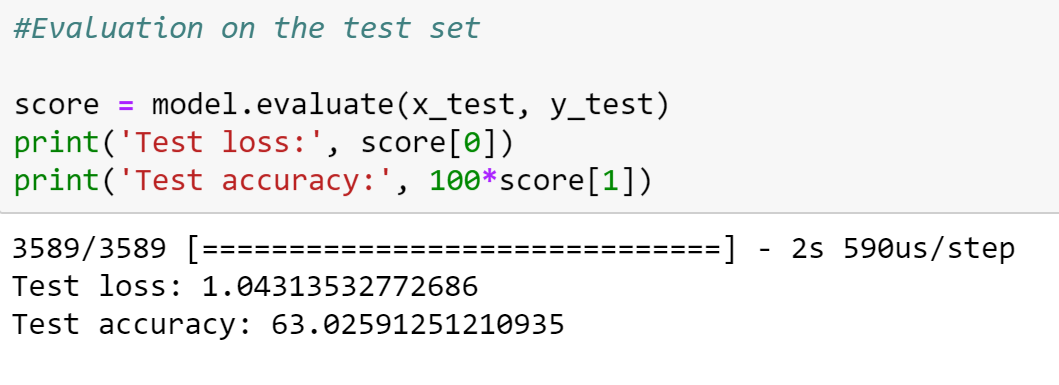 #Evaluation on the test set
score = model.evaluate(x_test, y_test)
print('Test loss:', score[0])
print('Test accuracy:', 100*score[1])
3589/3589 [==============================] - 2s 590us/step
Test loss: 1.04313532772686
Test accuracy: 63.02591251210935